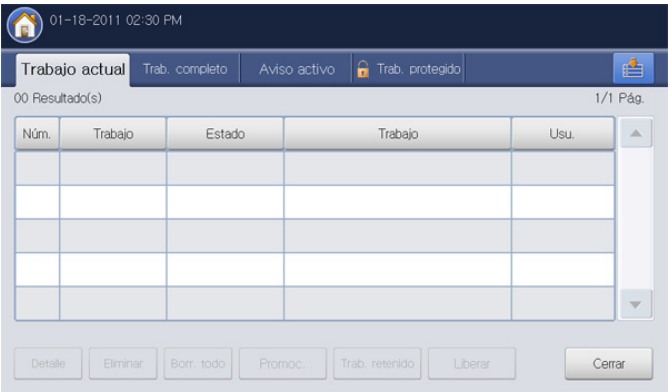 01-18-2011 02:30 PM
Trabajo actual Trab. completo Aviso activo Trab. protegido
00 Resultado(s) 1/1 Pág.
Núm. Trabajo Estado Trabajo Usu.
Detalle Eliminar Borr. todo Promoc. Trab. retenido Liberar Cerrar